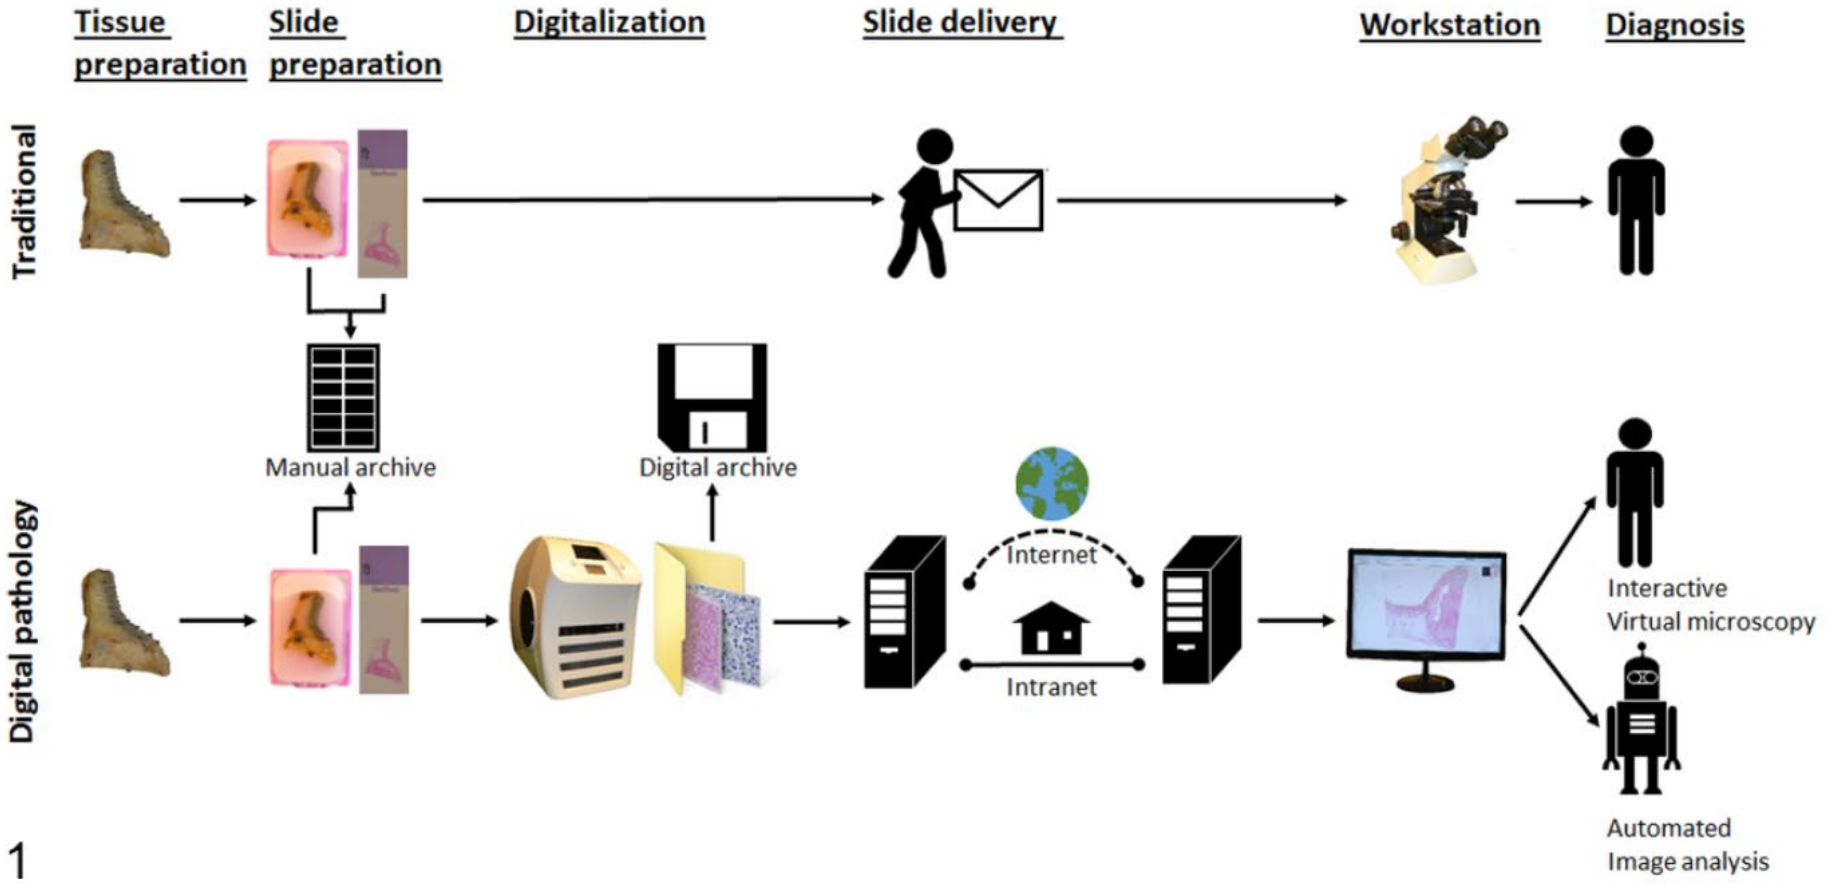 Tissue
preparation
Slide
preparation
Digitalization
Slide delivery
Workstation
Diagnosis
Traditional
Manual archive
Digital archive
Digital pathology
Internet
Intranet
Interactive
Virtual microscopy
Automated
Image analysis
1